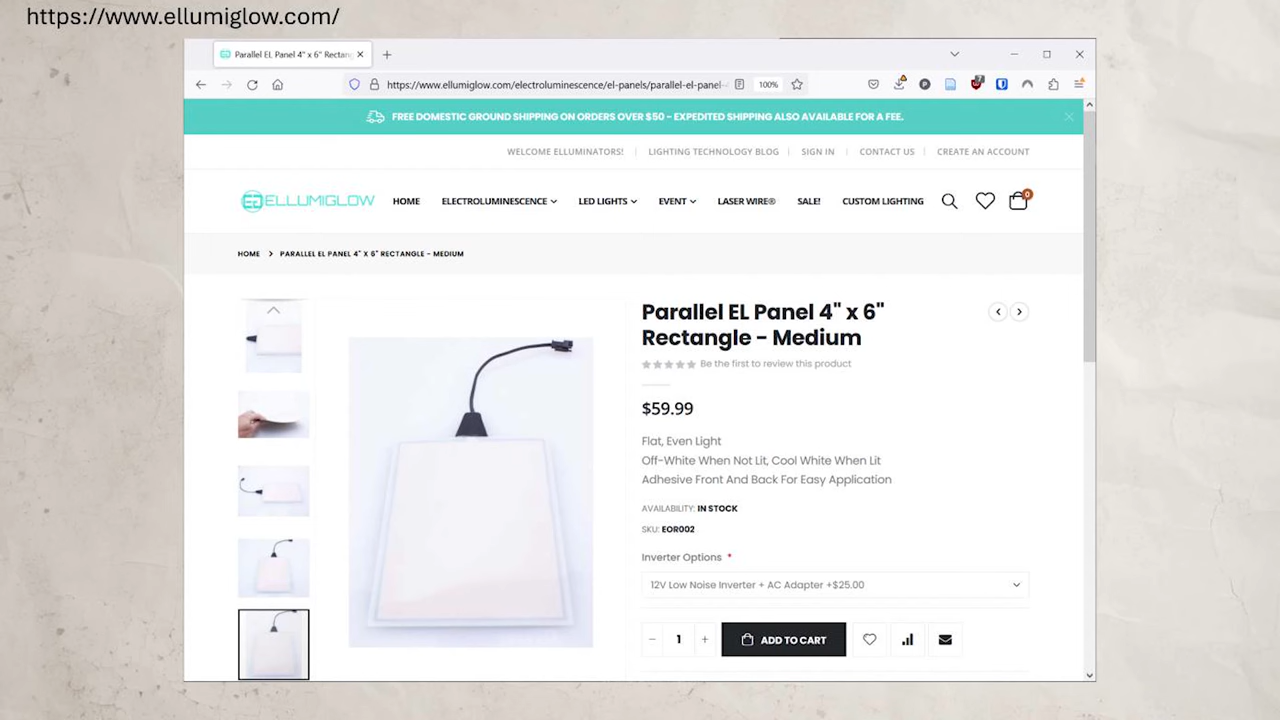 https://www.ellumiglow.com/
Parallel EL Panel 4" x 6" Rectang
https://www.ellumiglow.com/electroluminescence/el-panels/parallel-el-panel-
100%
FREE DOMESTIC GROUND SHIPPING ON ORDERS OVER $50 - EXPEDITED SHIPPING ALSO AVAILABLE FOR A FEE.
WELCOME ELLUMINATORS!
LIGHTING TECHNOLOGY BLOG
SIGN IN
CONTACT US
CREATE AN ACCOUNT
ELLUMIGLOW
HOME
ELECTROLUMINESCENCE
LED LIGHTS
EVENT
LASER WIRE®
SALE!
CUSTOM LIGHTING
0
HOME > PARALLEL EL PANEL 4" X 6" RECTANGLE - MEDIUM
Parallel EL Panel 4" x 6"
Rectangle - Medium
Be the first to review this product
$59.99
Flat, Even Light
Off-White When Not Lit, Cool White When Lit
Adhesive Front And Back For Easy Application
AVAILABILITY: IN STOCK
SKU: EOR002
Inverter Options *
12V Low Noise Inverter + AC Adapter +$25.00
- 1 +
ADD TO CART